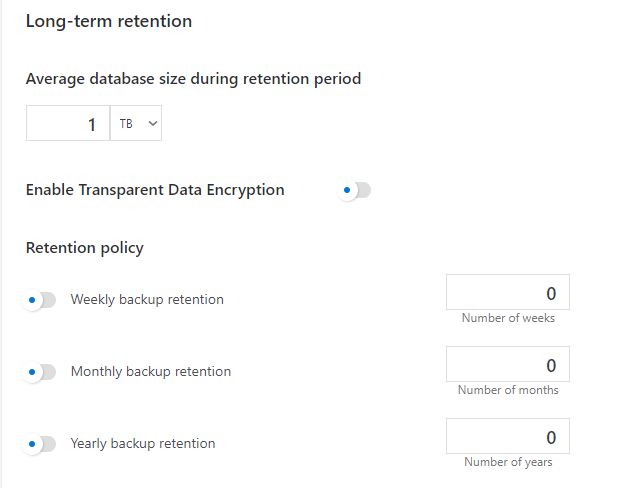 Long-term retention
Average database size during retention period
1 TB
Enable Transparent Data Encryption
Retention policy
Weekly backup retention 0
Number of weeks
Monthly backup retention 0
Number of months
Yearly backup retention 0
Number of years